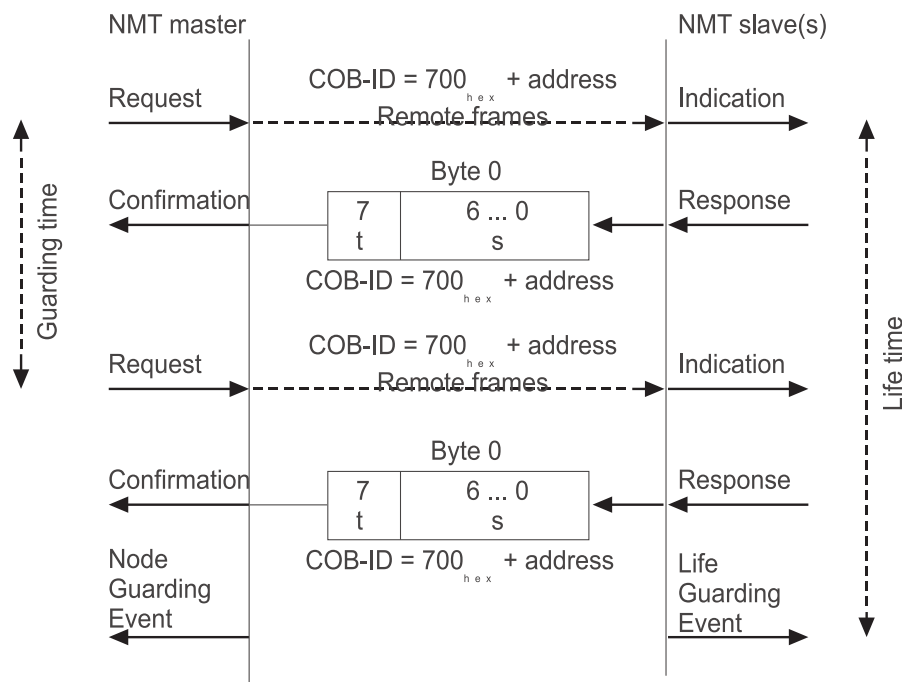 NMT master
NMT slave(s)
COB-ID = 700hex + address
Request
Indication
Remote frames
Byte 0
Confirmation
7
6 ... 0
Response
t
s
COB-ID = 700hex + address
Guarding time
COB-ID = 700hex + address
Request
Indication
Remote frames
Life time
Byte 0
Confirmation
7
6 ... 0
Response
t
s
COB-ID = 700hex + address
Node
Guarding
Event
Life
Guarding
Event